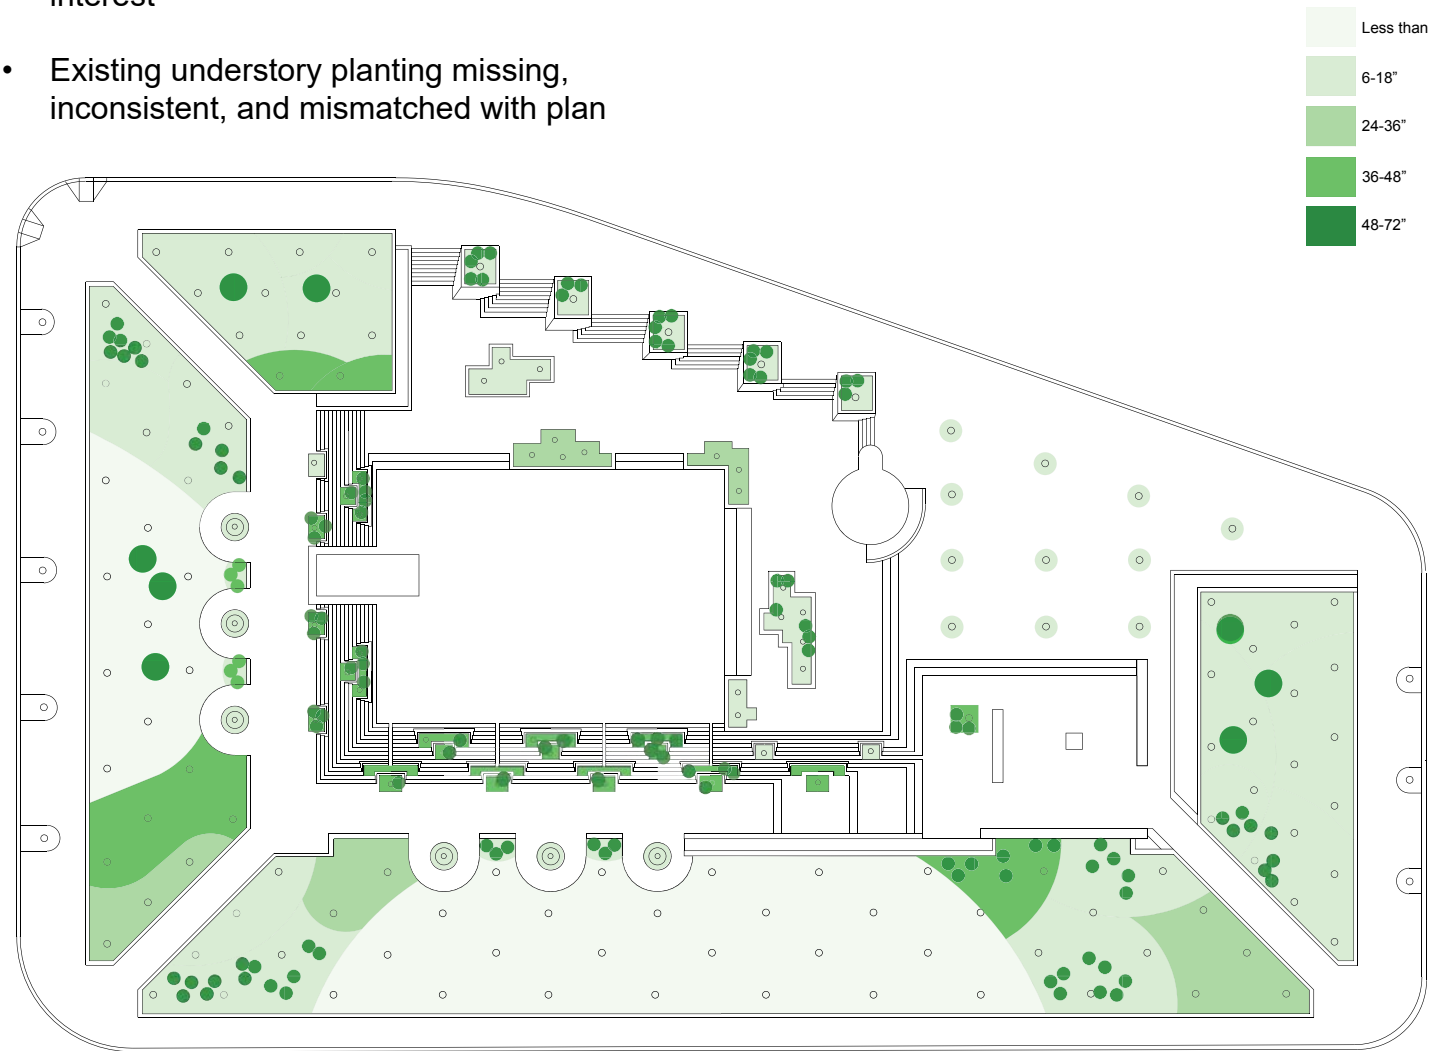 interest
• Existing understory planting missing,
inconsistent, and mismatched with plan
Less than
6-18”
24-36”
36-48”
48-72”